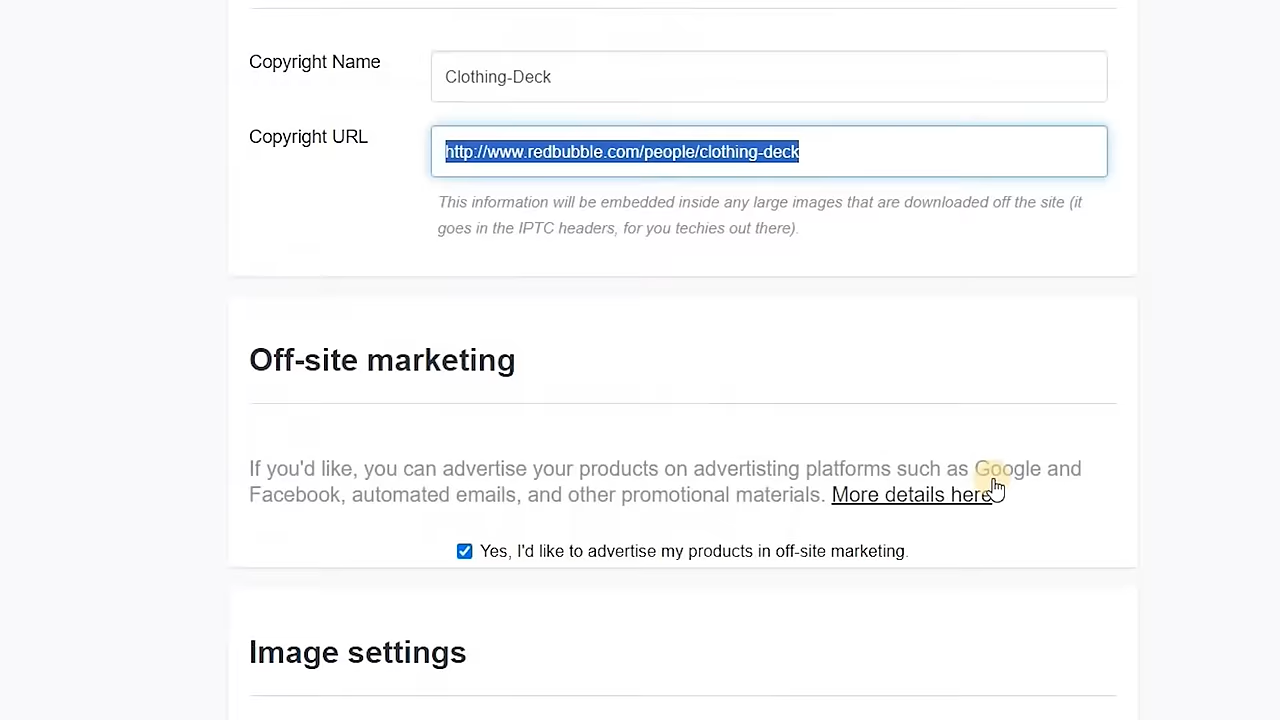 Copyright Name
Clothing-Deck
Copyright URL
http://www.redbubble.com/people/clothing-deck
This information will be embedded inside any large images that are downloaded off the site (it
goes in the IPTC headers, for you techies out there).
Off-site marketing
If you'd like, you can advertise your products on advertisting platforms such as Google and
Facebook, automated emails, and other promotional materials. More details here
Yes, I'd like to advertise my products in off-site marketing.
Image settings